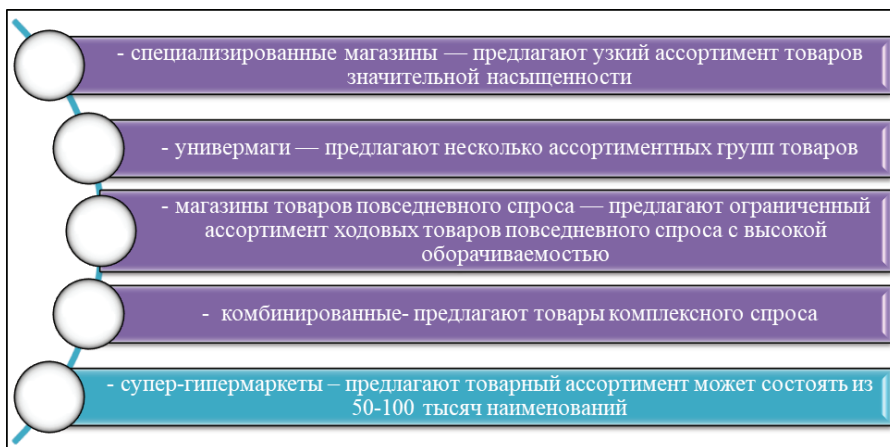 - специализированные магазины — предлагают узкий ассортимент товаров
значительной насыщенности
- универмаги — предлагают несколько ассортиментных групп товаров
- магазины товаров повседневного спроса — предлагают ограниченный
ассортимент ходовых товаров повседневного спроса с высокой
оборачиваемостью
- комбинированные- предлагают товары комплексного спроса
- супер-гипермаркеты – предлагают товарный ассортимент может состоять из
50-100 тысяч наименований